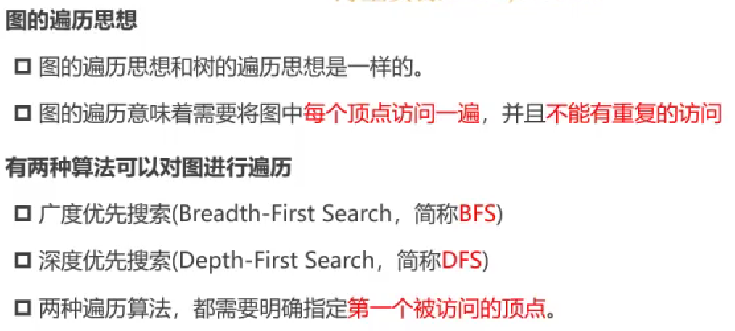 图的遍历思想
图的遍历思想和树的遍历思想是一样的。
图的遍历意味着需要将图中每个顶点访问一遍，并且不能有重复的访问
有两种算法可以对图进行遍历
广度优先搜索(Breadth-First Search，简称BFS)
深度优先搜索(Depth-First Search，简称DFS)
两种遍历算法，都需要明确指定第一个被访问的顶点。